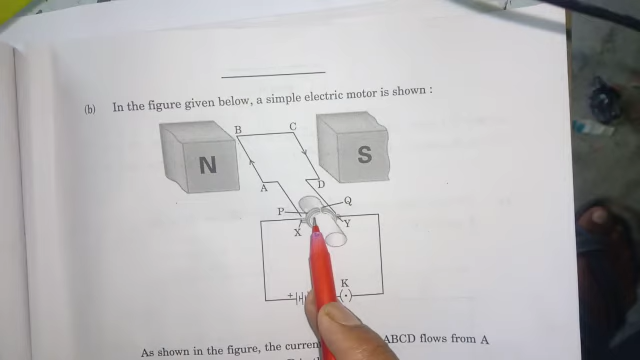 (b) In the figure given below, a simple electric motor is shown :
B C
N S
A D
P Q
X Y
+ K
As shown in the figure, the ABCD flows from A